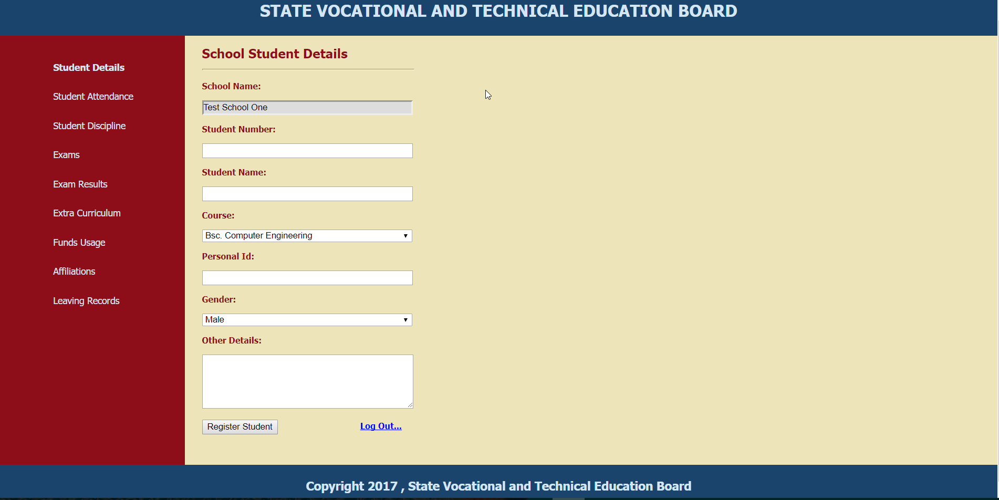 STATE VOCATIONAL AND TECHNICAL EDUCATION BOARD
Student Details
Student Attendance
Student Discipline
Exams
Exam Results
Extra Curriculum
Funds Usage
Affiliations
Leaving Records
School Student Details
School Name:
Test School One
Student Number:
Student Name:
Course:
Bsc. Computer Engineering
Personal Id:
Gender:
Male
Other Details:
Register Student
Log Out...
Copyright 2017 , State Vocational and Technical Education Board